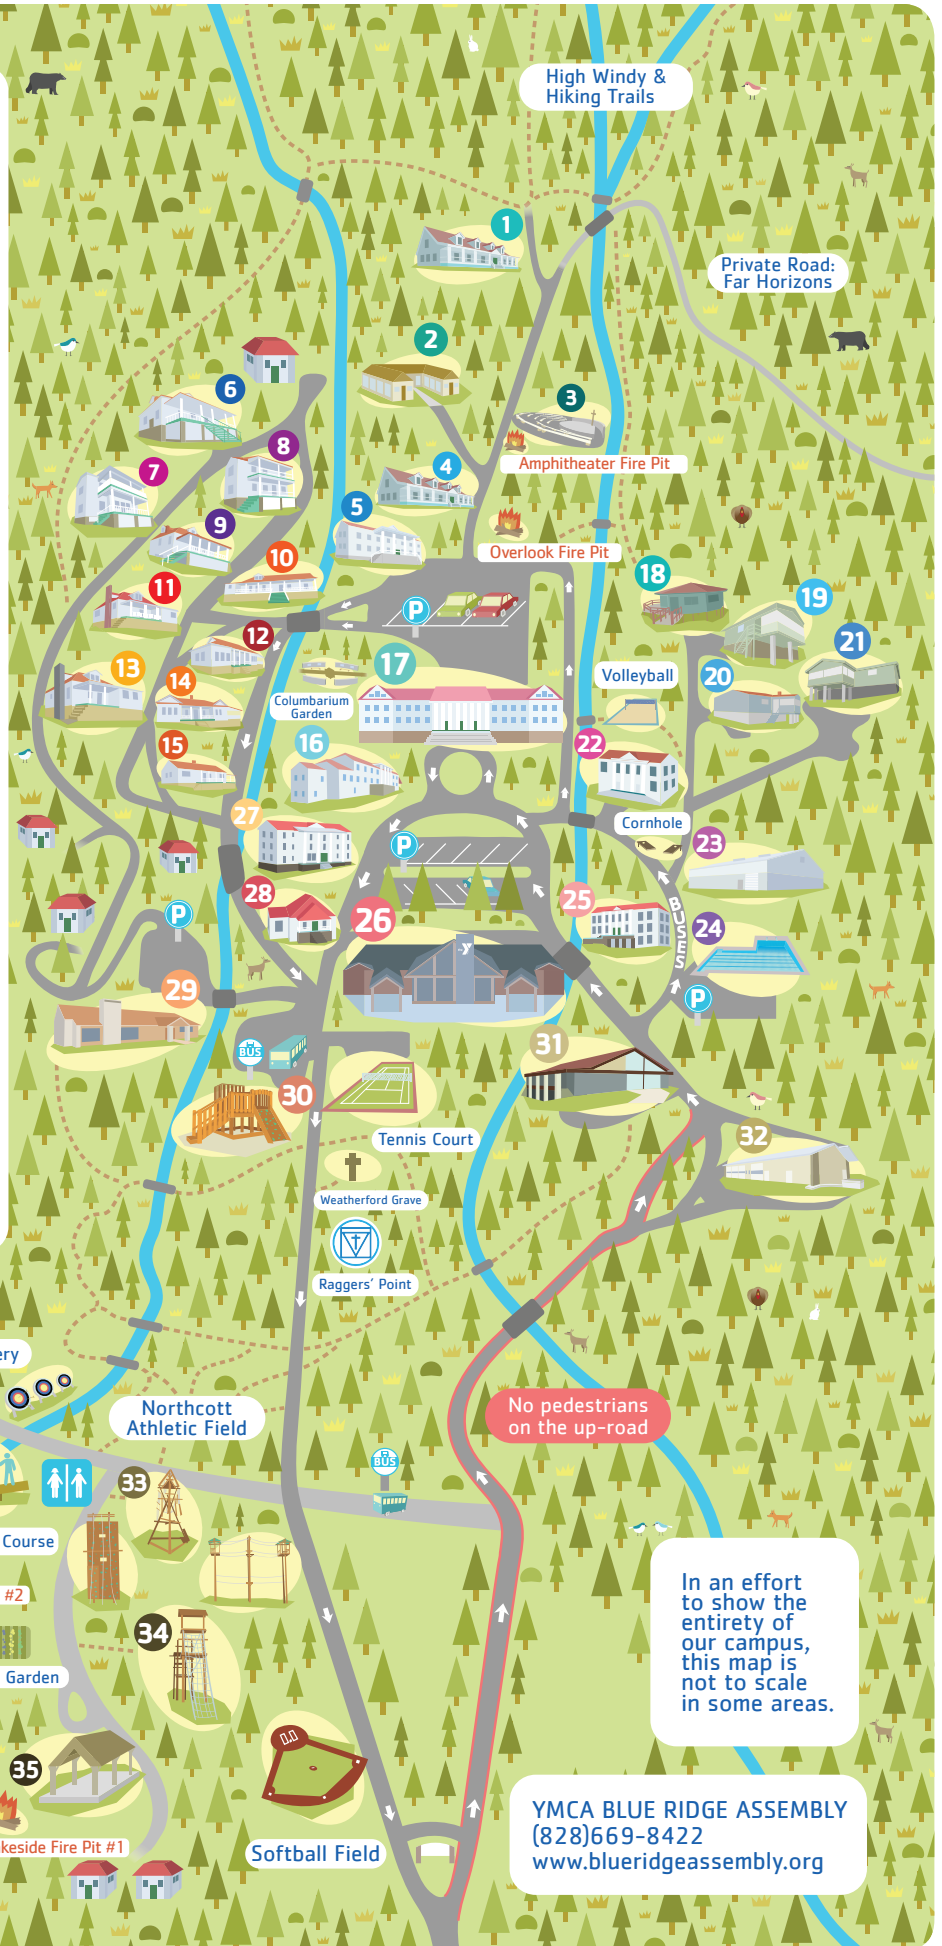 High Windy &
Hiking Trails
1
Private Road:
Far Horizons
2
6
3
8
Amphitheater Fire Pit
7
4
5
9
Overlook Fire Pit
10
18
11
19
P
12
21
17
13
Volleyball
20
14
Columbarium
Garden
15
16
22
27
Cornhole
P
23
28
25
26
P
24
BUSES
y
29
P
31
BUS
30
32
Tennis Court
Weatherford Grave
Raggers' Point
ery
No pedestrians
on the up-road
Northcott
Athletic Field
BUS
33
Course
#2
In an effort
to show the
entirety of
our campus,
this map is
not to scale
in some areas.
34
Garden
35
YMCA BLUE RIDGE ASSEMBLY
(828)669-8422
www.blueridgeassembly.org
keside Fire Pit #1
Softball Field